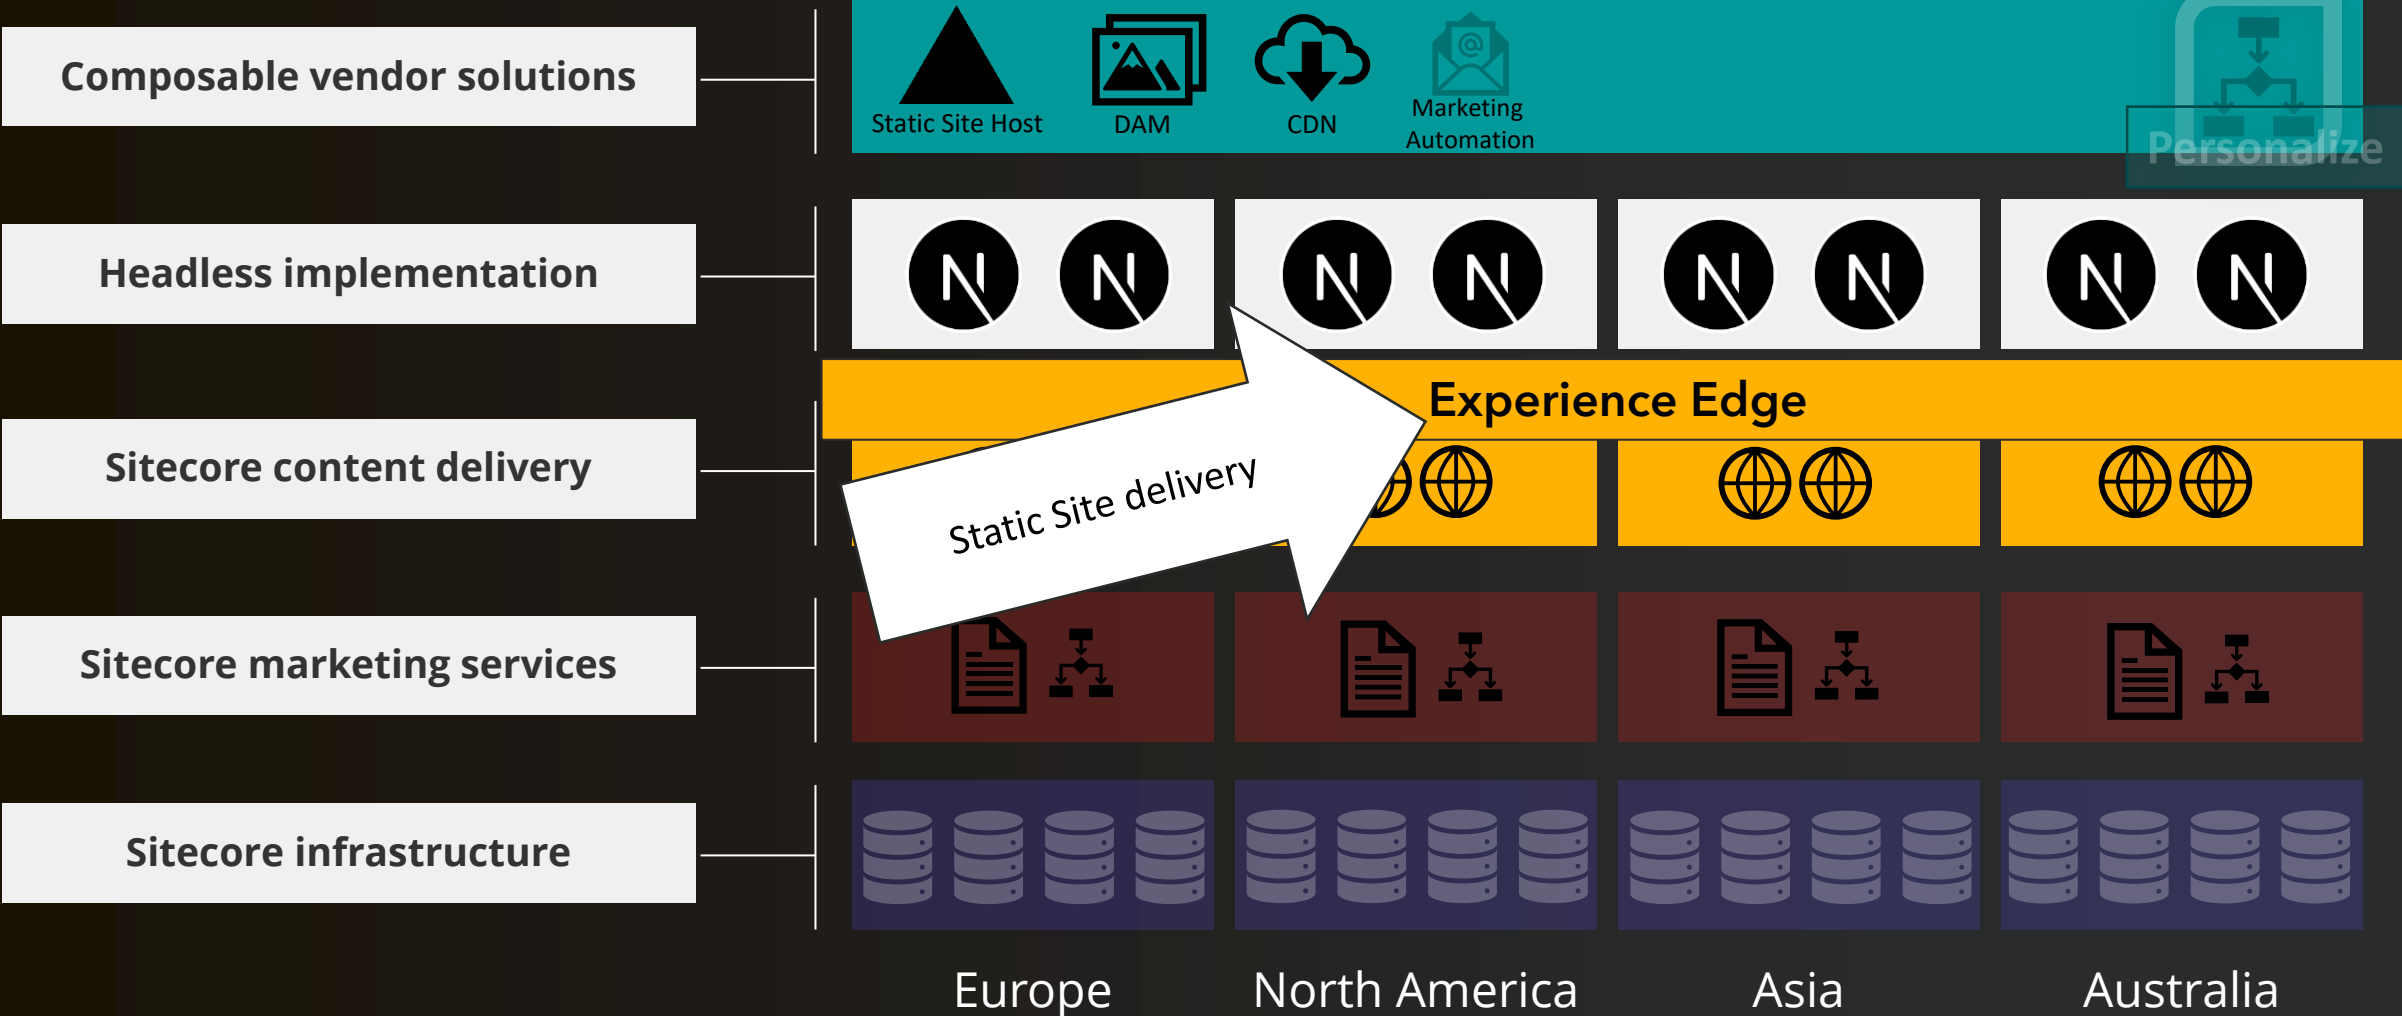 Composable vendor solutions
Static Site Host
DAM
CDN
Marketing
Automation
Personalize
Headless implementation
Experience Edge
Sitecore content delivery
Static Site delivery
Sitecore marketing services
Sitecore infrastructure
Europe
North America
Asia
Australia